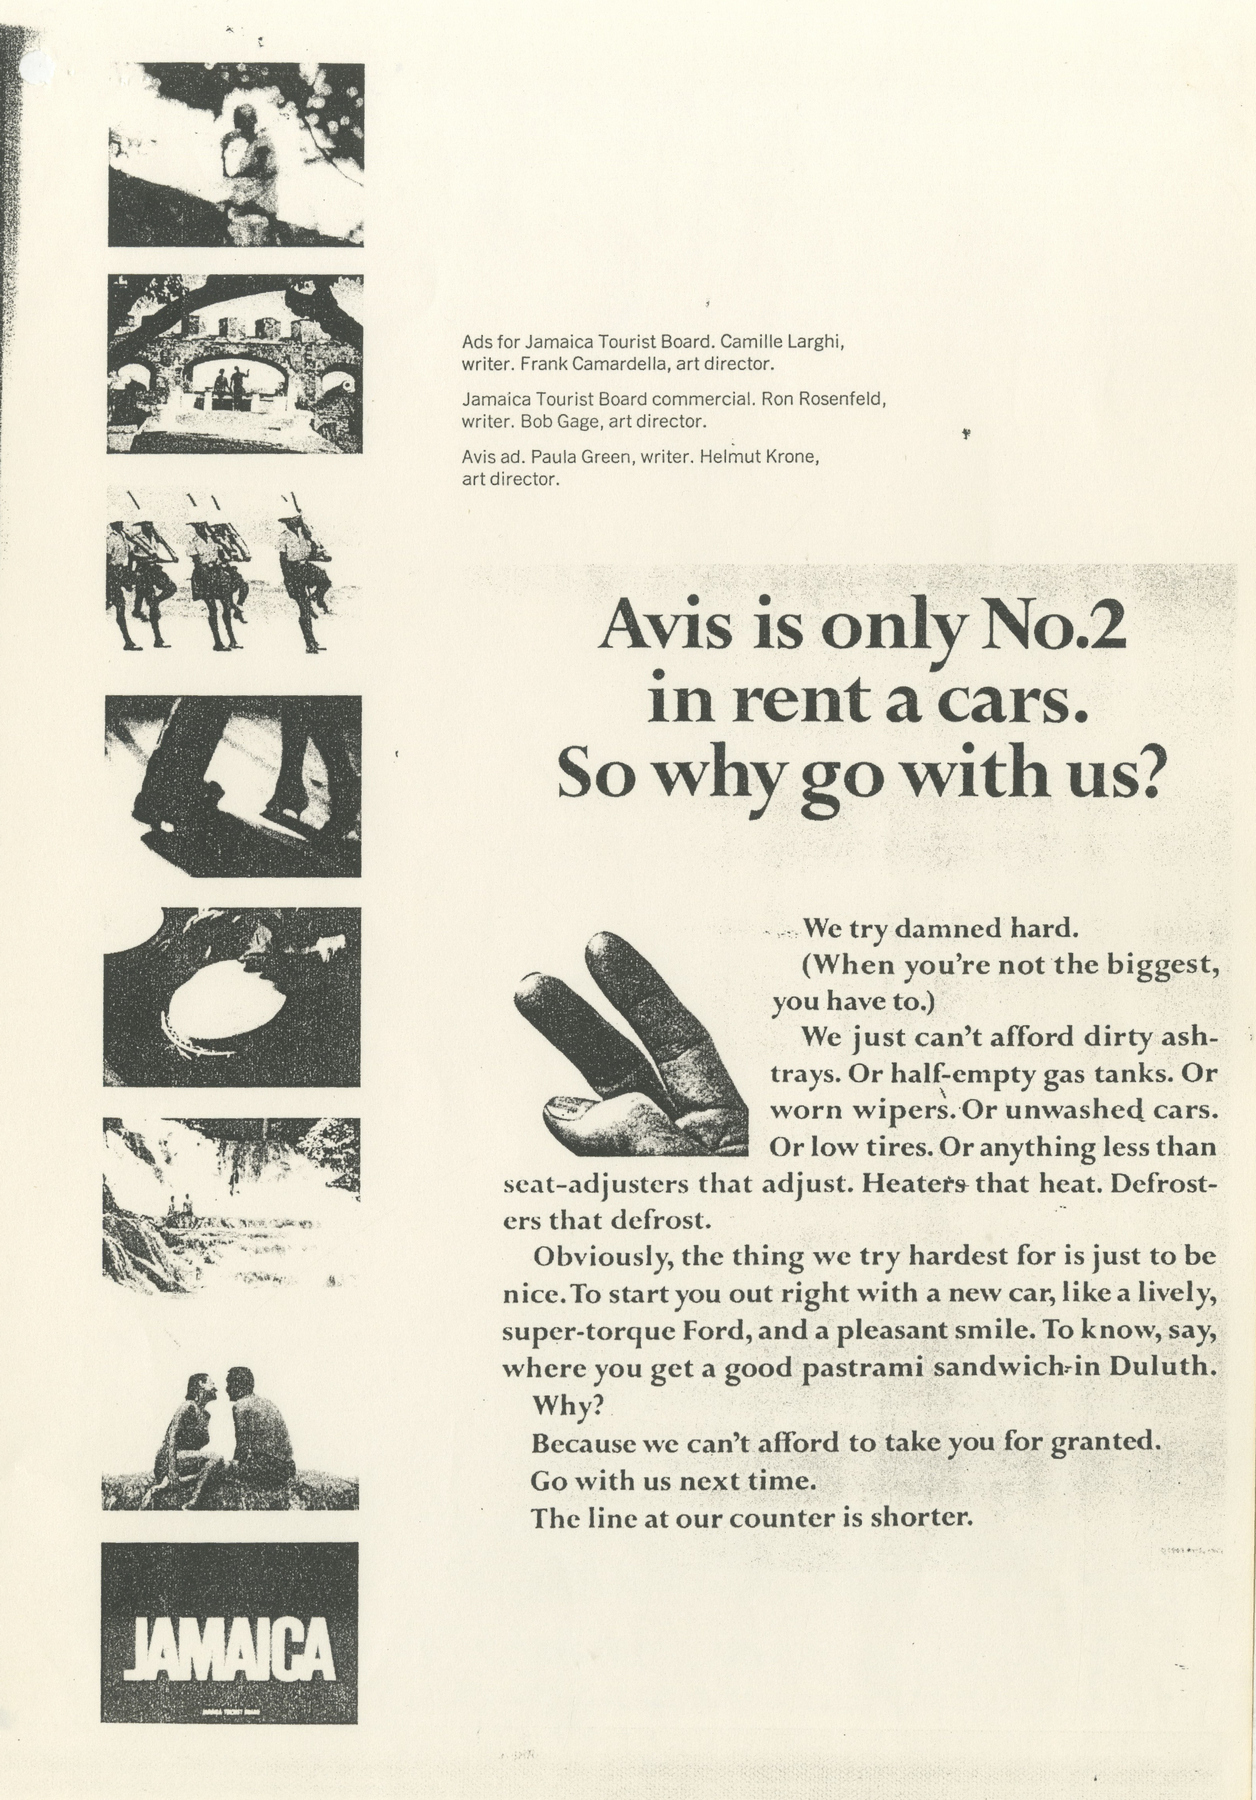 Ads for Jamaica Tourist Board. Camille Larghi,
writer. Frank Camardella, art director.
Jamaica Tourist Board commercial. Ron Rosenfeld,
writer. Bob Gage, art director.
Avis ad. Paula Green, writer. Helmut Krone,
art director.
Avis is only No.2
in rent a cars.
So why go with us?
We try damned hard.
(When you're not the biggest,
you have to.)
We just can't afford dirty ash-
trays. Or half-empty gas tanks. Or
worn wipers. Or unwashed cars.
Or low tires. Or anything less than
seat-adjusters that adjust. Heaters that heat. Defrost-
ers that defrost.
Obviously, the thing we try hardest for is just to be
nice. To start you out right with a new car, like a lively,
super-torque Ford, and a pleasant smile. To know, say,
where you get a good pastrami sandwich in Duluth.
Why?
Because we can't afford to take you for granted.
Go with us next time.
The line at our counter is shorter.
JAMAICA
JAMAICA TOURIST BOARD